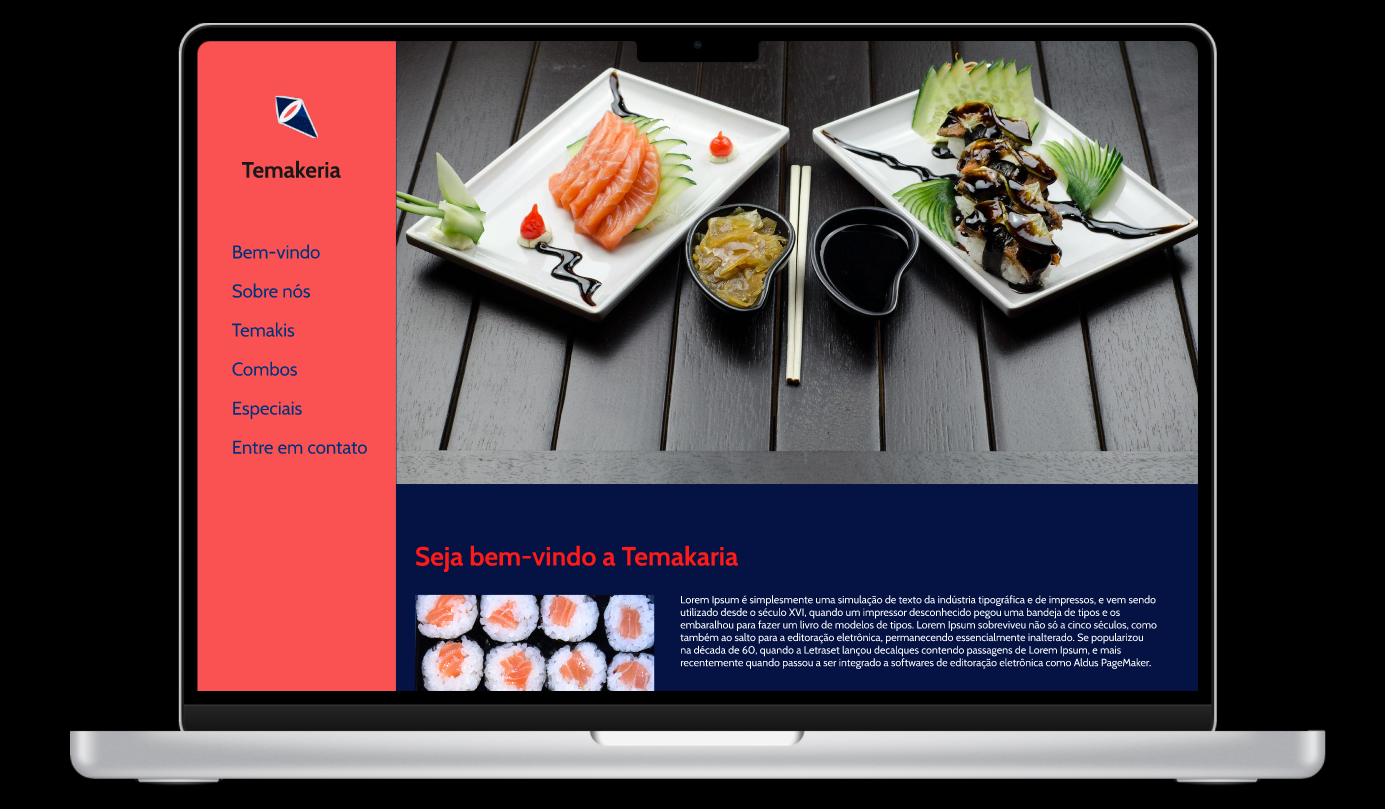 Temakeria
Bem-vindo
Sobre nós
Temakis
Combos
Especiais
Entre em contato
Seja bem-vindo a Temakaria
Lorem Ipsum é simplesmente uma simulação de texto da indústria tipográfica e de impressos, e vem sendo
utilizado desde o século XVI, quando um impressor desconhecido pegou uma bandeja de tipos e os
embaralhou para fazer um livro de modelos de tipos. Lorem Ipsum sobreviveu não só a cinco séculos, como
também ao salto para a editoração eletrônica, permanecendo essencialmente inalterado. Se popularizou
na década de 60, quando a Letraset lançou decalques contendo passagens de Lorem Ipsum, e mais
recentemente quando passou a ser integrado a softwares de editoração eletrônica como Aldus PageMaker.